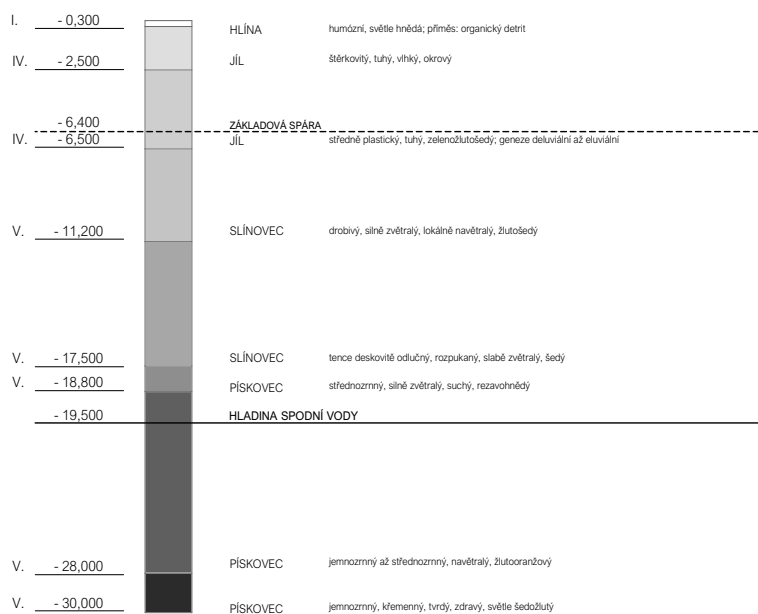 I. - 0,300 HLÍNA humózní, světle hnědá; příměs: organický detrit
IV. - 2,500 JÍL štěrkovitý, tuhý, vlhký, okrový
- 6,400 ZÁKLADOVÁ SPÁRA
IV. - 6,500 JÍL středně plastický, tuhý, zelenožlutošedý; geneze deluviální až eluviální
V. - 11,200 SLÍNOVEC drobivý, silně zvětralý, lokálně navětralý, žlutošedý
V. - 17,500 SLÍNOVEC tence deskovitě odlučný, rozpukaný, slabě zvětralý, šedý
V. - 18,800 PÍSKOVEC střednozrnný, silně zvětralý, suchý, rezavohnědý
- 19,500 HLADINA SPODNÍ VODY
V. - 28,000 PÍSKOVEC jemnozrnný až střednozrnný, navětralý, žlutooranžový
V. - 30,000 PÍSKOVEC jemnozrnný, křemenný, tvrdý, zdravý, světle šedožlutý